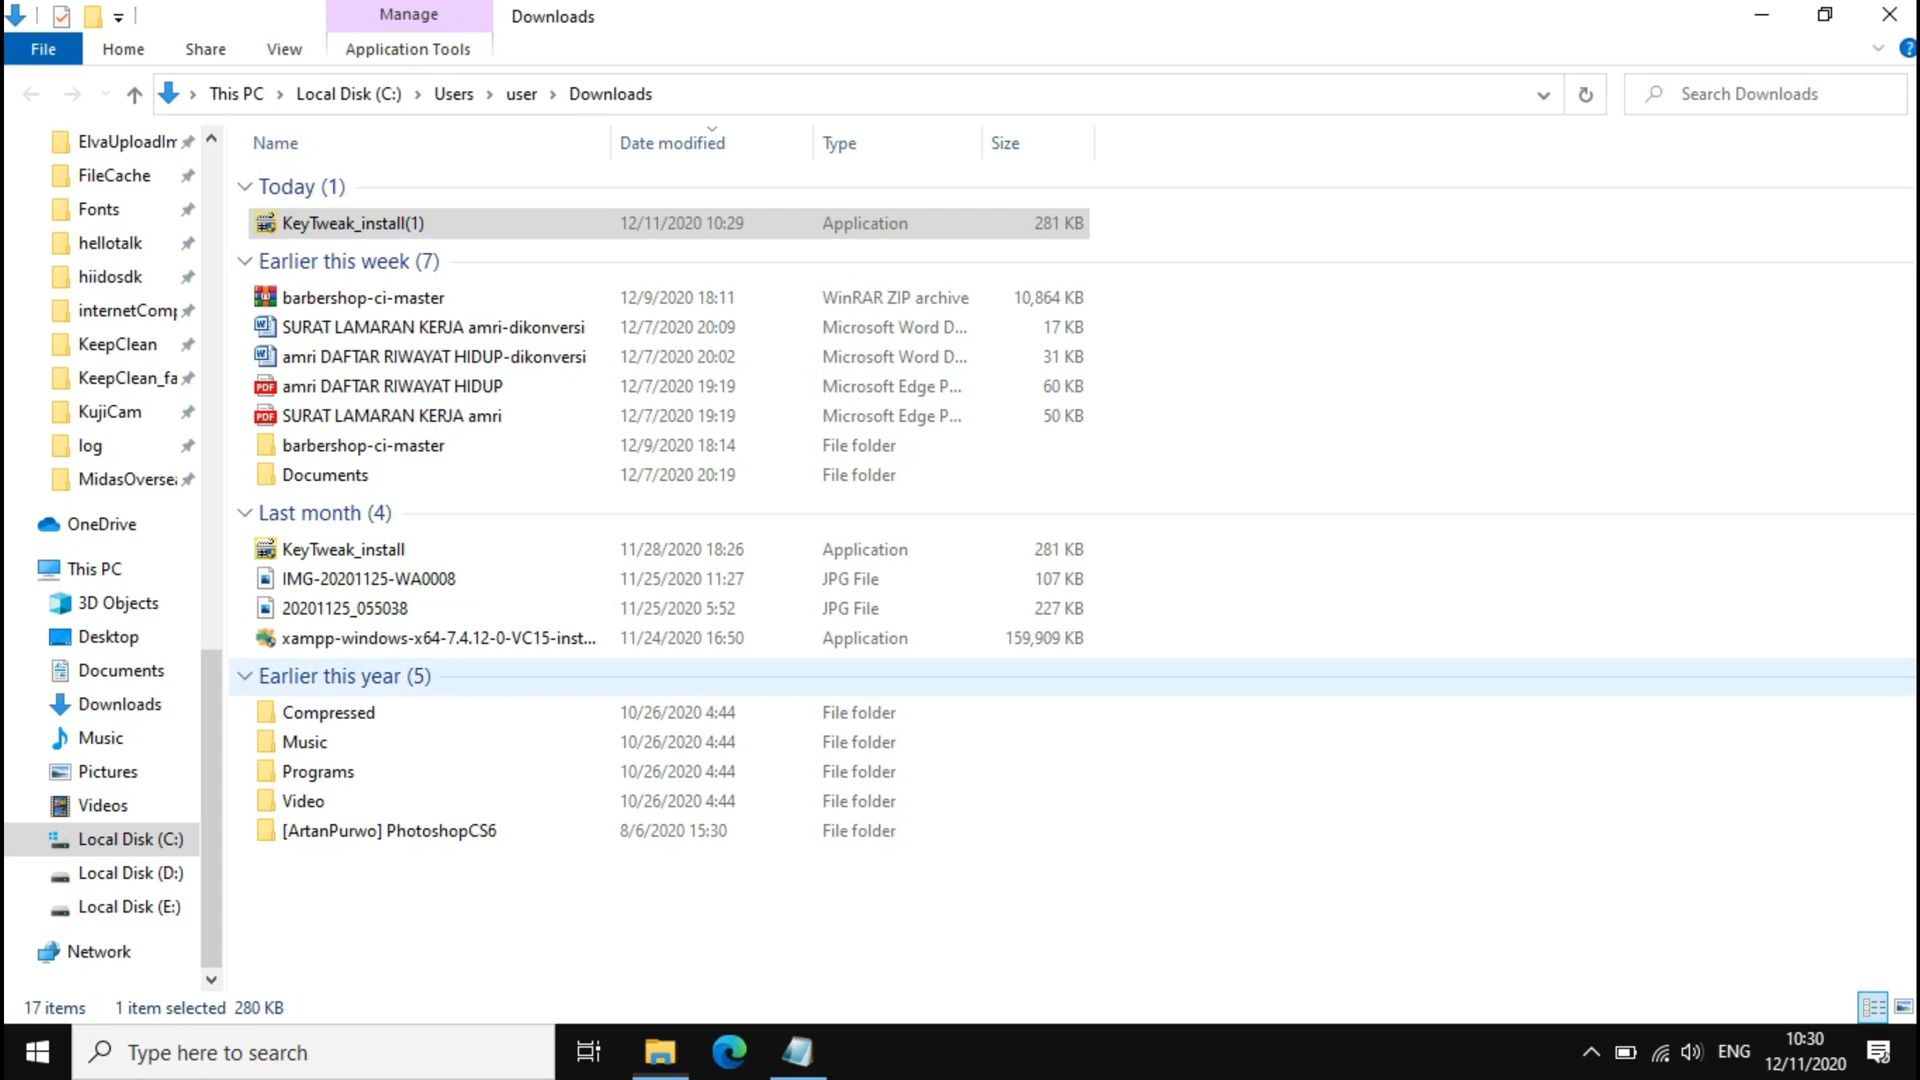 Manage
Downloads
File
Home
Share
View
Application Tools
This PC
Local Disk (C:)
Users
user
Downloads
Search Downloads
ElvaUploadIm
FileCache
Fonts
hellotalk
hiidosdk
internetComp
KeepClean
KeepClean_fa
KujiCam
log
MidasOversea
OneDrive
This PC
3D Objects
Desktop
Documents
Downloads
Music
Pictures
Videos
Local Disk (C:)
Local Disk (D:)
Local Disk (E:)
Network
Name Date modified Type Size
Today (1)
KeyTweak_install(1) 12/11/2020 10:29 Application 281 KB
Earlier this week (7)
barbershop-ci-master 12/9/2020 18:11 WinRAR ZIP archive 10,864 KB
SURAT LAMARAN KERJA amri-dikonversi 12/7/2020 20:09 Microsoft Word D... 17 KB
amri DAFTAR RIWAYAT HIDUP-dikonversi 12/7/2020 20:02 Microsoft Word D... 31 KB
PDF amri DAFTAR RIWAYAT HIDUP 12/7/2020 19:19 Microsoft Edge P... 60 KB
PDF SURAT LAMARAN KERJA amri 12/7/2020 19:19 Microsoft Edge P... 50 KB
barbershop-ci-master 12/9/2020 18:14 File folder
Documents 12/7/2020 20:19 File folder
Last month (4)
KeyTweak_install 11/28/2020 18:26 Application 281 KB
IMG-20201125-WA0008 11/25/2020 11:27 JPG File 107 KB
20201125_055038 11/25/2020 5:52 JPG File 227 KB
xampp-windows-x64-7.4.12-0-VC15-inst... 11/24/2020 16:50 Application 159,909 KB
Earlier this year (5)
Compressed 10/26/2020 4:44 File folder
Music 10/26/2020 4:44 File folder
Programs 10/26/2020 4:44 File folder
Video 10/26/2020 4:44 File folder
[ArtanPurwo] PhotoshopCS6 8/6/2020 15:30 File folder
17 items 1 item selected 280 KB
Type here to search
ENG
10:30
12/11/2020